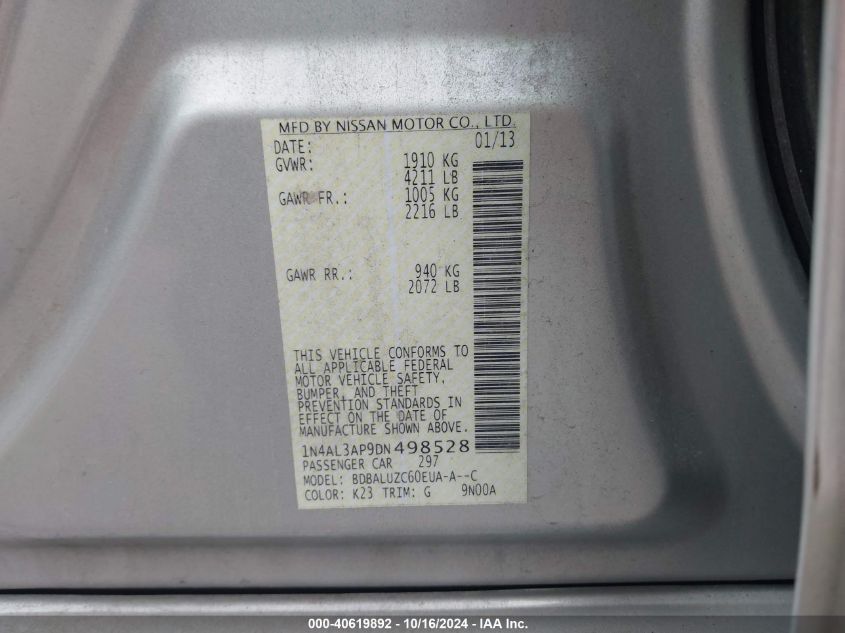 MFD BY NISSAN MOTOR CO., LTD.
DATE: 01/13
GVWR: 1910 KG
4211 LB
GAWR FR.: 1005 KG
2216 LB
GAWR RR.: 940 KG
2072 LB
THIS VEHICLE CONFORMS TO
ALL APPLICABLE FEDERAL
MOTOR VEHICLE SAFETY,
BUMPER, AND THEFT
PREVENTION STANDARDS IN
EFFECT ON THE DATE OF
MANUFACTURE SHOWN ABOVE.
1N4AL3AP9DN498528
PASSENGER CAR 297
MODEL: BDBALUZC60EUA-A--C
COLOR: K23 TRIM: G 9N00A
000-40619892 - 10/16/2024 - IAA Inc.